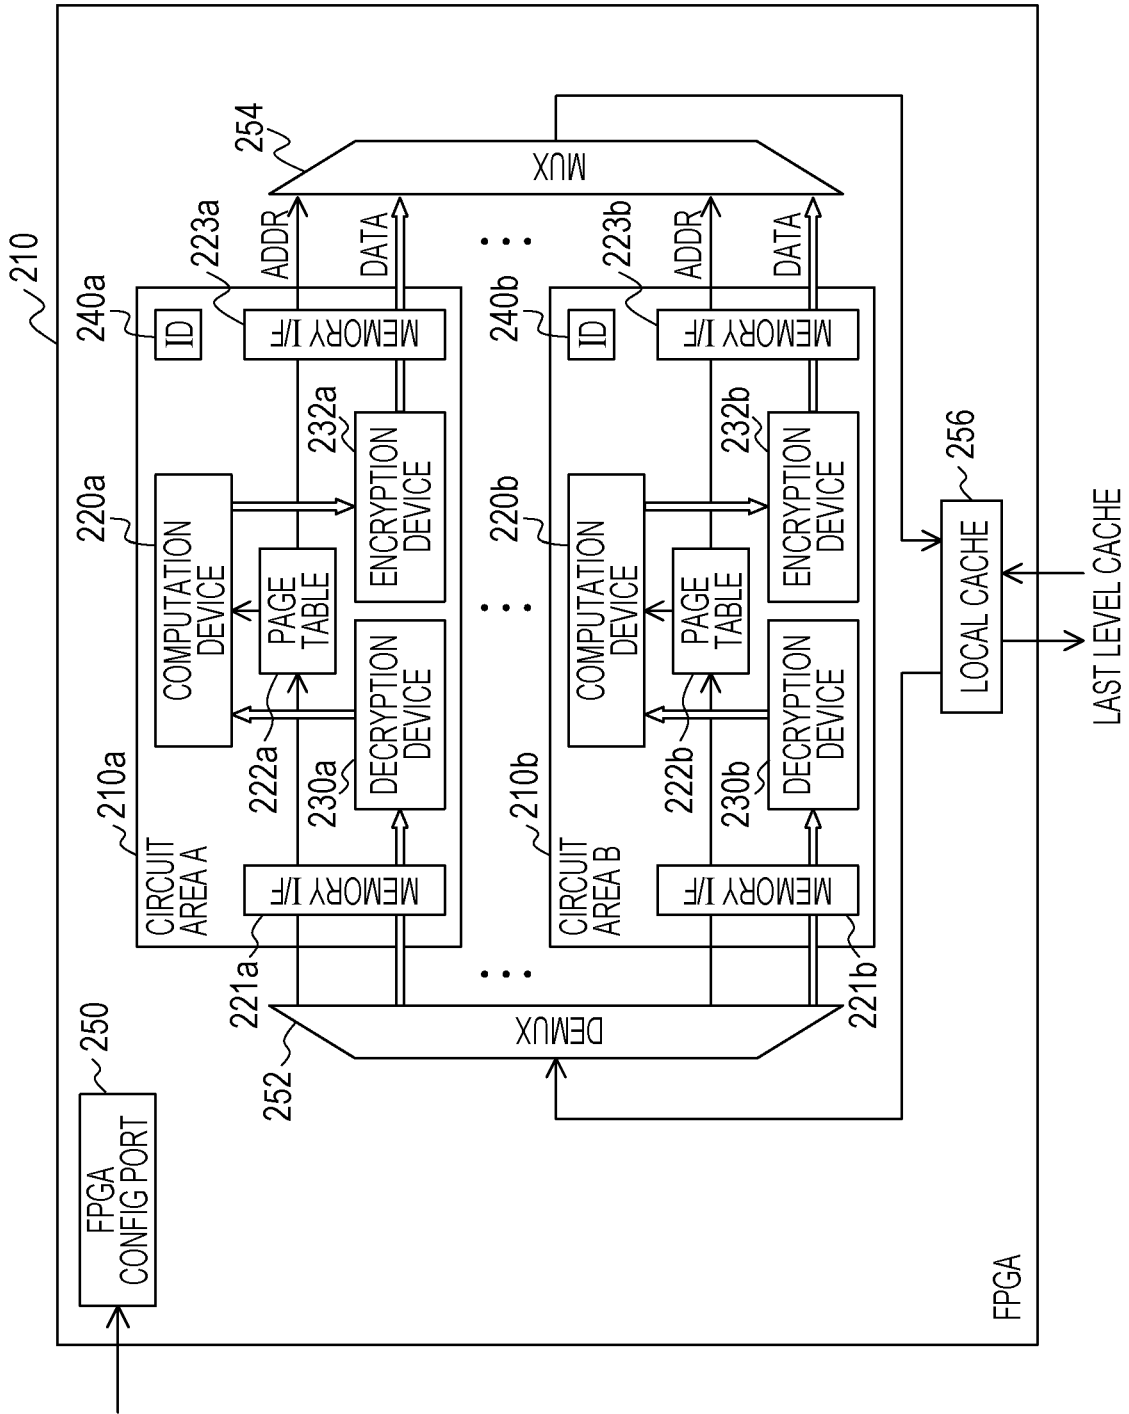 210
FPGA
CONFIG PORT
250
CIRCUIT
AREA A
210a
COMPUTATION
DEVICE
220a
ID
240a
221a
MEMORY I/F
222a
PAGE
TABLE
223a
MEMORY I/F
ADDR
DATA
230a
DECRYPTION
DEVICE
232a
ENCRYPTION
DEVICE
252
DEMUX
254
MUX
CIRCUIT
AREA B
210b
COMPUTATION
DEVICE
220b
ID
240b
221b
MEMORY I/F
222b
PAGE
TABLE
223b
MEMORY I/F
ADDR
DATA
230b
DECRYPTION
DEVICE
232b
ENCRYPTION
DEVICE
LOCAL CACHE
256
FPGA
LAST LEVEL CACHE